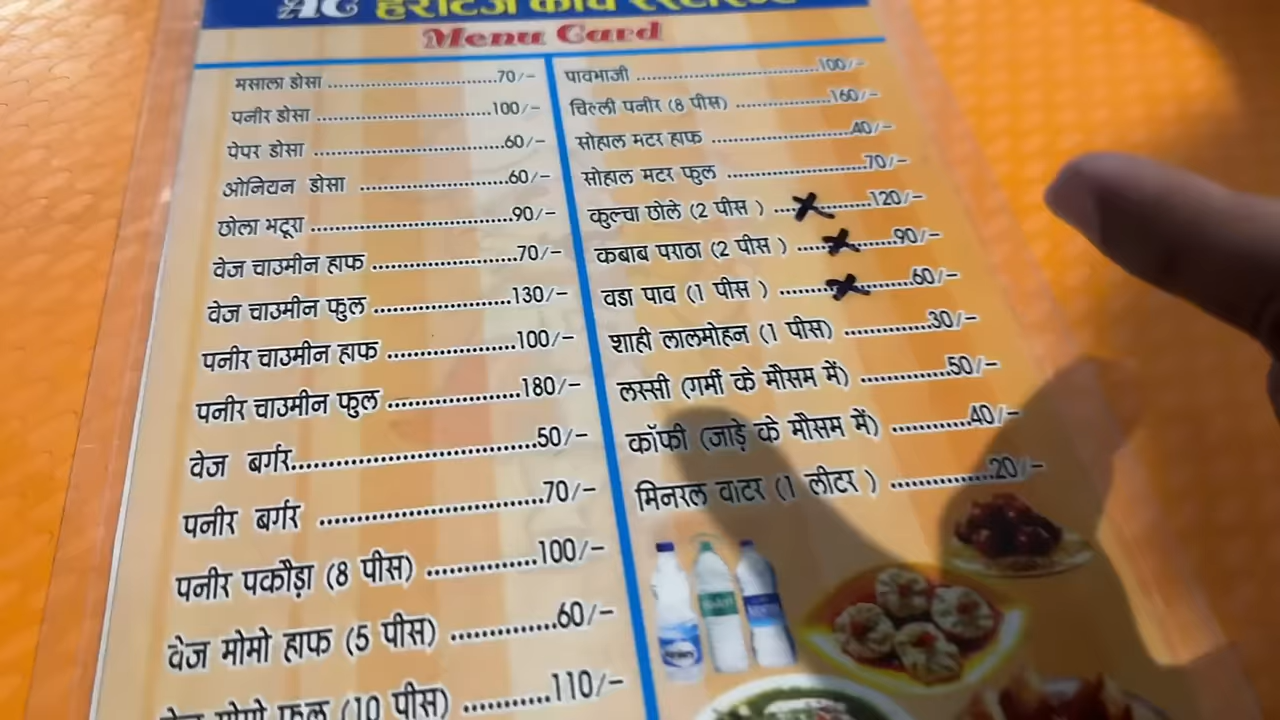 AC हेरिटेज कोच रेस्टोरेन्ट
Menu Card
मसाला डोसा ........................70/-
पनीर डोसा ........................100/-
पेपर डोसा ..........................60/-
ओनियन डोसा ....................60/-
छोला भटूरा ...........................90/-
वेज चाउमीन हाफ ...................70/-
वेज चाउमीन फुल ..................130/-
पनीर चाउमीन हाफ .................100/-
पनीर चाउमीन फुल .................180/-
वेज बर्गर................................50/-
पनीर बर्गर .............................70/-
पनीर पकौड़ा (8 पीस) .............100/-
वेज मोमो हाफ (5 पीस) ............60/-
वेज मोमो फुल (10 पीस) ..........110/-
पावभाजी ..............................100/-
चिल्ली पनीर (8 पीस) ...............160/-
सोहाल मटर हाफ ......................40/-
सोहाल मटर फुल ......................70/-
कुल्चा छोले (2 पीस ) ..............120/-
कबाब पराठा (2 पीस ) ..............90/-
वडा पाव (1 पीस ) ...................60/-
शाही लालमोहन (1 पीस) ............30/-
लस्सी (गर्मी के मौसम में) ............50/-
कॉफी (जाड़े के मौसम में) ...........40/-
मिनरल वाटर (1 लीटर ) ..............20/-